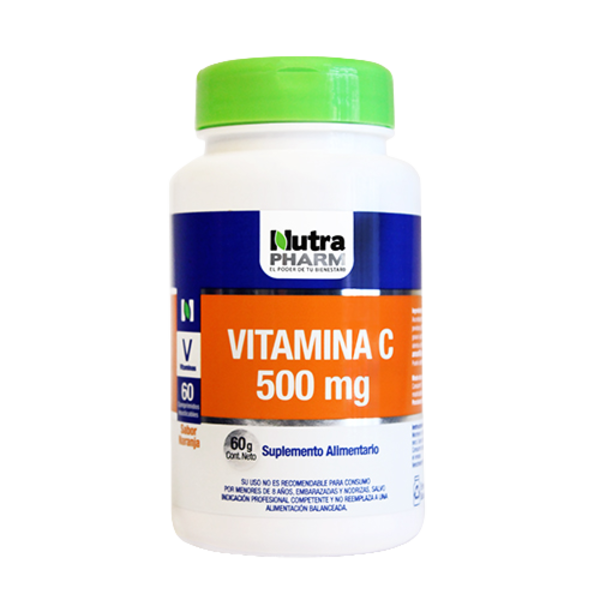 Nutra
PHARM
EL PODER DE TU BIENESTAR
VITAMINA C
500 mg
V
Vitaminas
60
Sabor
Naranja
60g
Cont. Neto
Suplemento Alimentario
SU USO NO ES RECOMENDABLE PARA CONSUMO
POR MENORES DE 8 AÑOS, EMBARAZADAS Y NODRIZAS, SALVO
INDICACIÓN PROFESIONAL COMPETENTE Y NO REEMPLAZA A UNA
ALIMENTACIÓN BALANCEADA.